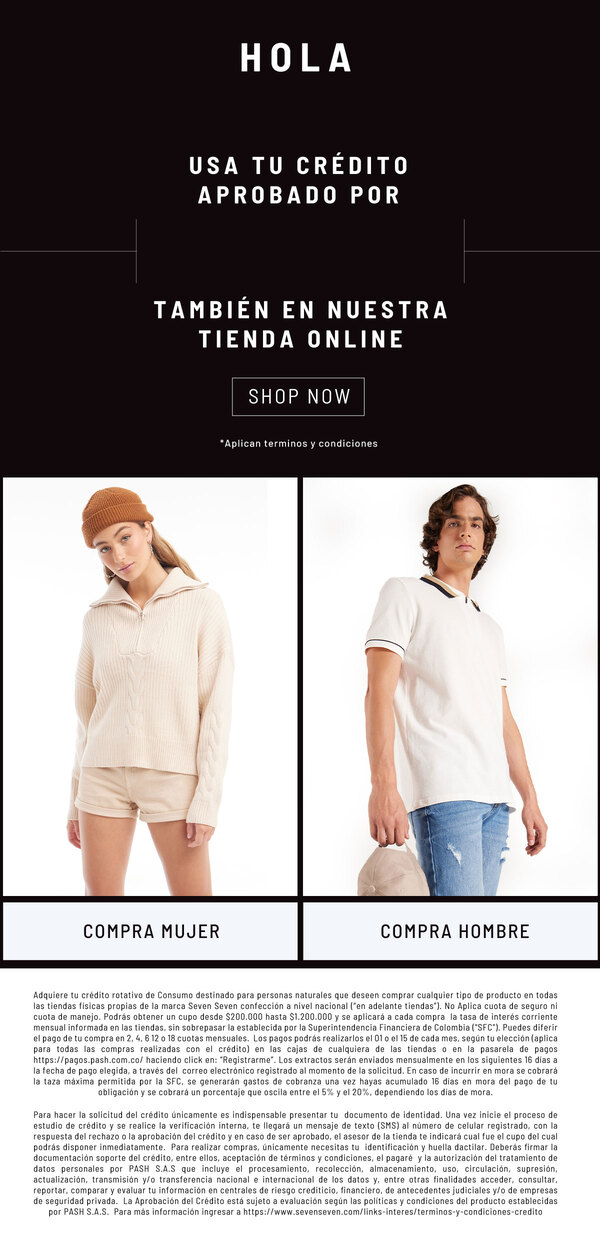 HOLA
USA TU CRÉDITO
APROBADO POR
TAMBIÉN EN NUESTRA
TIENDA ONLINE
SHOP NOW
*Aplican terminos y condiciones
COMPRA MUJER
COMPRA HOMBRE
Adquiere tu crédito rotativo de Consumo destinado para personas naturales que deseen comprar cualquier tipo de producto en todas
las tiendas físicas propias de la marca Seven Seven confección a nivel nacional (“en adelante tiendas”). No Aplica cuota de seguro ni
cuota de manejo. Podrás obtener un cupo desde $200.000 hasta $1.200.000 y se aplicará a cada compra la tasa de interés corriente
mensual informada en las tiendas, sin sobrepasar la establecida por la Superintendencia Financiera de Colombia (“SFC”). Puedes diferir
el pago de tu compra en 2, 4, 6 12 o 18 cuotas mensuales. Los pagos podrás realizarlos el 01 o el 15 de cada mes, según tu elección (aplica
para todas las compras realizadas con el crédito) en las cajas de cualquiera de las tiendas o en la pasarela de pagos
https://pagos.pash.com.co/ haciendo click en: “Registrarme”. Los extractos serán enviados mensualmente en los siguientes 16 días a
la fecha de pago elegida, a través del correo electrónico registrado al momento de la solicitud. En caso de incurrir en mora se cobrará
la taza máxima permitida por la SFC, se generarán gastos de cobranza una vez hayas acumulado 16 días en mora del pago de tu
obligación y se cobrará un porcentaje que oscila entre el 5% y el 20%, dependiendo los días de mora.
Para hacer la solicitud del crédito únicamente es indispensable presentar tu documento de identidad. Una vez inicie el proceso de
estudio de crédito y se realice la verificación interna, te llegará un mensaje de texto (SMS) al número de celular registrado, con la
respuesta del rechazo o la aprobación del crédito y en caso de ser aprobado, el asesor de la tienda te indicará cual fue el cupo del cual
podrás disponer inmediatamente. Para realizar compras, únicamente necesitas tu identificación y huella dactilar. Deberás firmar la
documentación soporte del crédito, entre ellos, aceptación de términos y condiciones, el pagaré y la autorización del tratamiento de
datos personales por PASH S.A.S que incluye el procesamiento, recolección, almacenamiento, uso, circulación, supresión,
actualización, transmisión y/o transferencia nacional e internacional de los datos y, entre otras finalidades acceder, consultar,
reportar, comparar y evaluar tu información en centrales de riesgo crediticio, financiero, de antecedentes judiciales y/o de empresas
de seguridad privada. La Aprobación del Crédito está sujeto a evaluación según las políticas y condiciones del producto establecidas
por PASH S.A.S. Para más información ingresar a https://www.sevenseven.com/links-interes/terminos-y-condiciones-credito